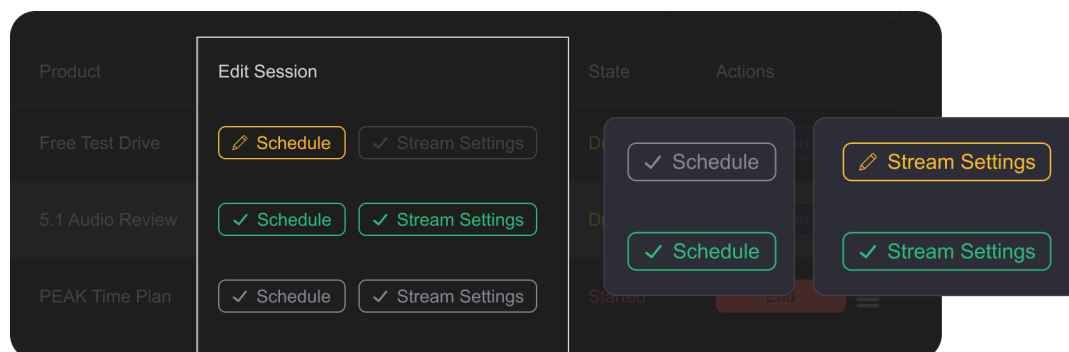 Product Edit Session State Actions
Free Test Drive Schedule Stream Settings
Schedule Stream Settings
5.1 Audio Review Schedule Stream Settings
Schedule Stream Settings
PEAK Time Plan Schedule Stream Settings Started End